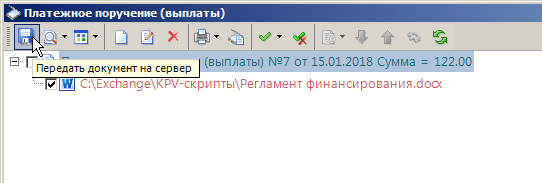 Платежное поручение (выплаты)
(выплаты) №7 от 15.01.2018 Сумма = 122.00
Передать документ на сервер
C:\Exchange\KPV-скрипты\Регламент финансирования.docx